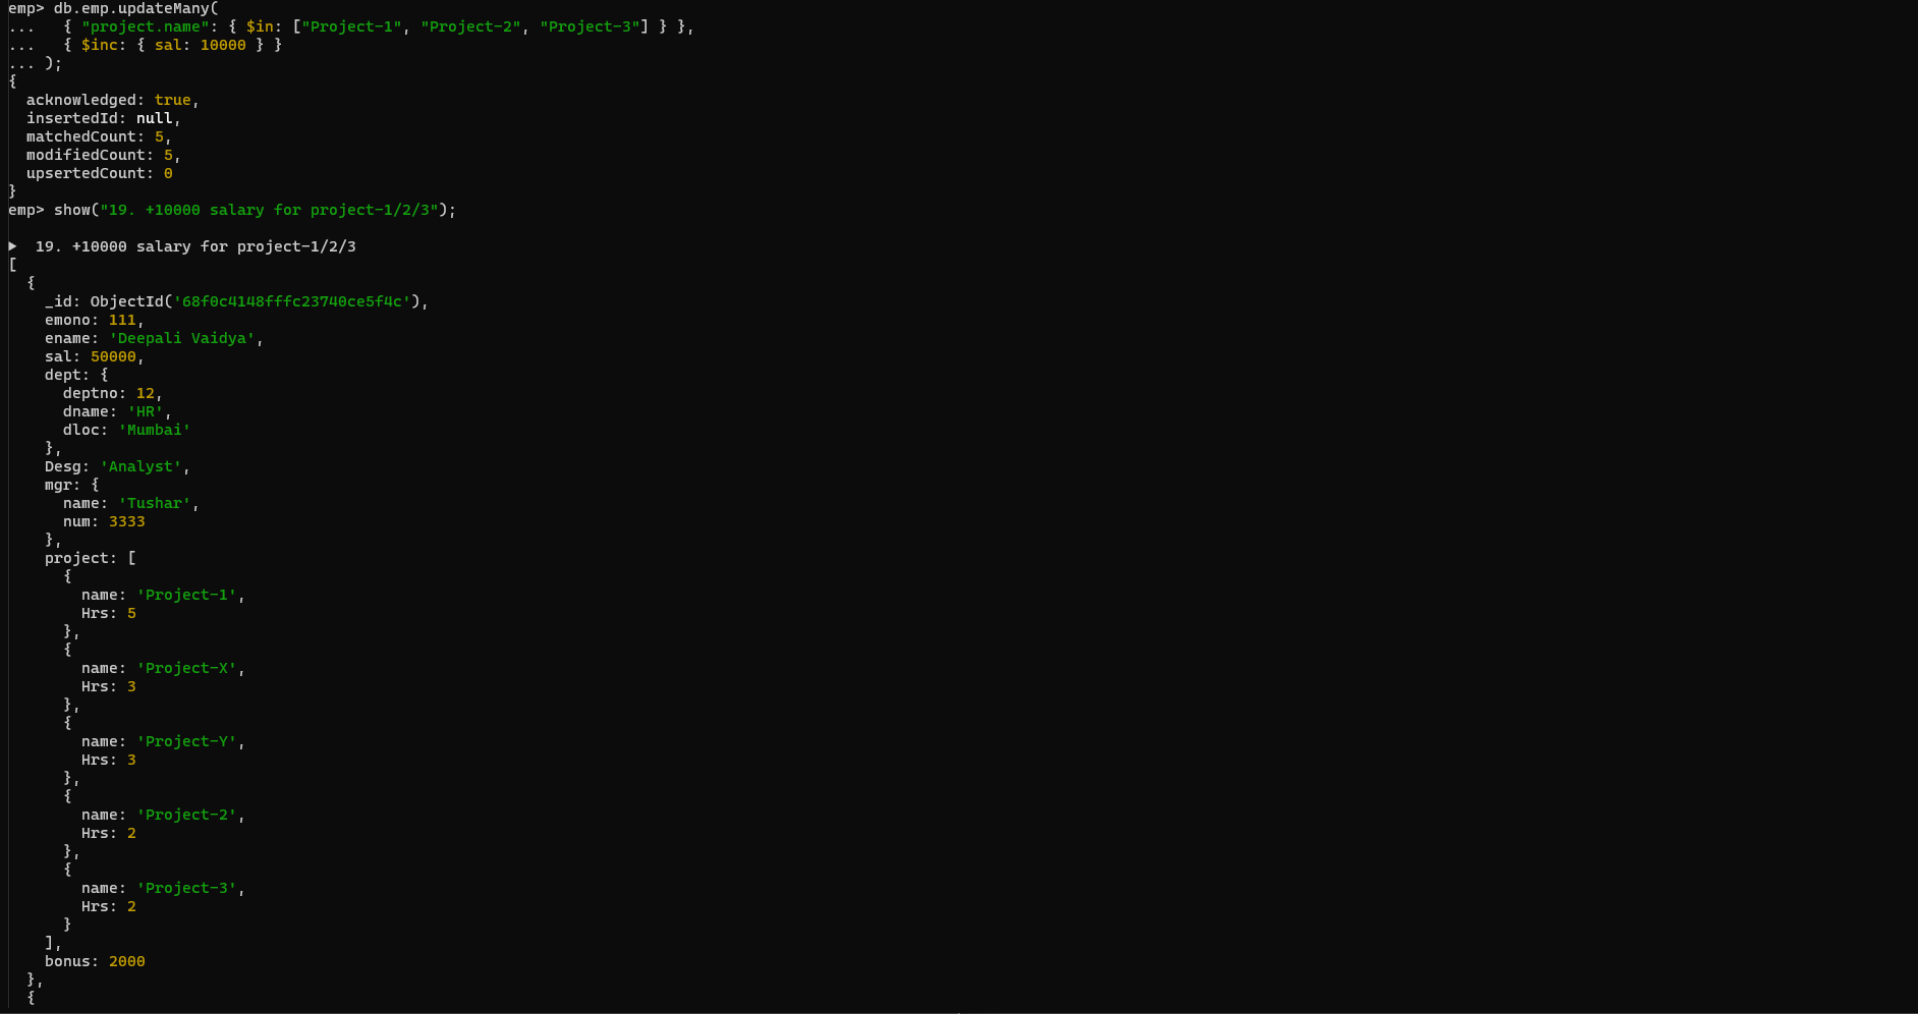 emp> db.emp.updateMany(
...   { "project.name": { $in: ["Project-1", "Project-2", "Project-3"] } },
...   { $inc: { sal: 10000 } }
... );
{
  acknowledged: true,
  insertedId: null,
  matchedCount: 5,
  modifiedCount: 5,
  upsertedCount: 0
}
emp> show("19. +10000 salary for project-1/2/3");
▶  19. +10000 salary for project-1/2/3
[
  {
    _id: ObjectId('68f0c4148fffc23740ce5f4c'),
    emono: 111,
    ename: 'Deepali Vaidya',
    sal: 50000,
    dept: {
      deptno: 12,
      dname: 'HR',
      dloc: 'Mumbai'
    },
    Desg: 'Analyst',
    mgr: {
      name: 'Tushar',
      num: 3333
    },
    project: [
      {
        name: 'Project-1',
        Hrs: 5
      },
      {
        name: 'Project-X',
        Hrs: 3
      },
      {
        name: 'Project-Y',
        Hrs: 3
      },
      {
        name: 'Project-2',
        Hrs: 2
      },
      {
        name: 'Project-3',
        Hrs: 2
      }
    ],
    bonus: 2000
  },
  {